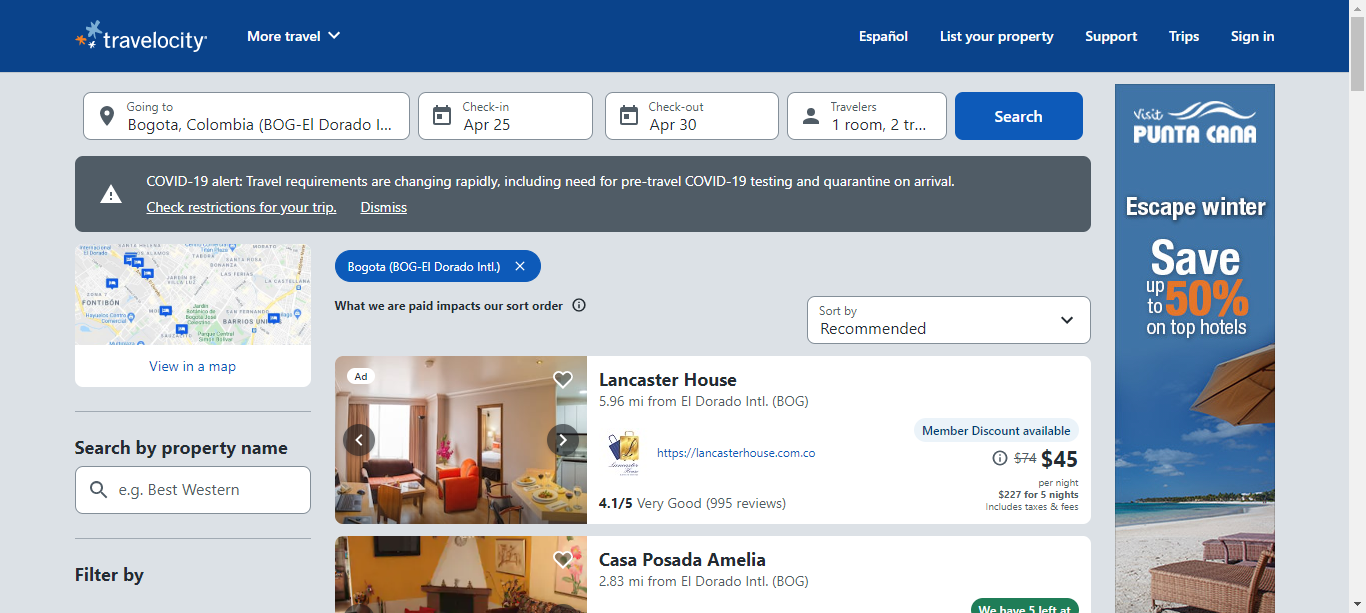 travelocity
More travel
Español
List your property
Support
Trips
Sign in
Going to
Bogota, Colombia (BOG-El Dorado I...
Check-in
Apr 25
Check-out
Apr 30
Travelers
1 room, 2 tr...
Search
COVID-19 alert: Travel requirements are changing rapidly, including need for pre-travel COVID-19 testing and quarantine on arrival.
Check restrictions for your trip.
Dismiss
FONTIBÓN
View in a map
Search by property name
e.g. Best Western
Filter by
Bogota (BOG-El Dorado Intl.)
What we are paid impacts our sort order
Sort by
Recommended
Ad
Lancaster House
5.96 mi from El Dorado Intl. (BOG)
Lancaster
House
https://lancasterhouse.com.co
4.1/5 Very Good (995 reviews)
Member Discount available
$74 $45
per night
$227 for 5 nights
Includes taxes & fees
Casa Posada Amelia
2.83 mi from El Dorado Intl. (BOG)
We have 5 left at
Visit
PUNTA CANA
Escape winter
Save
up
to 50%
on top hotels